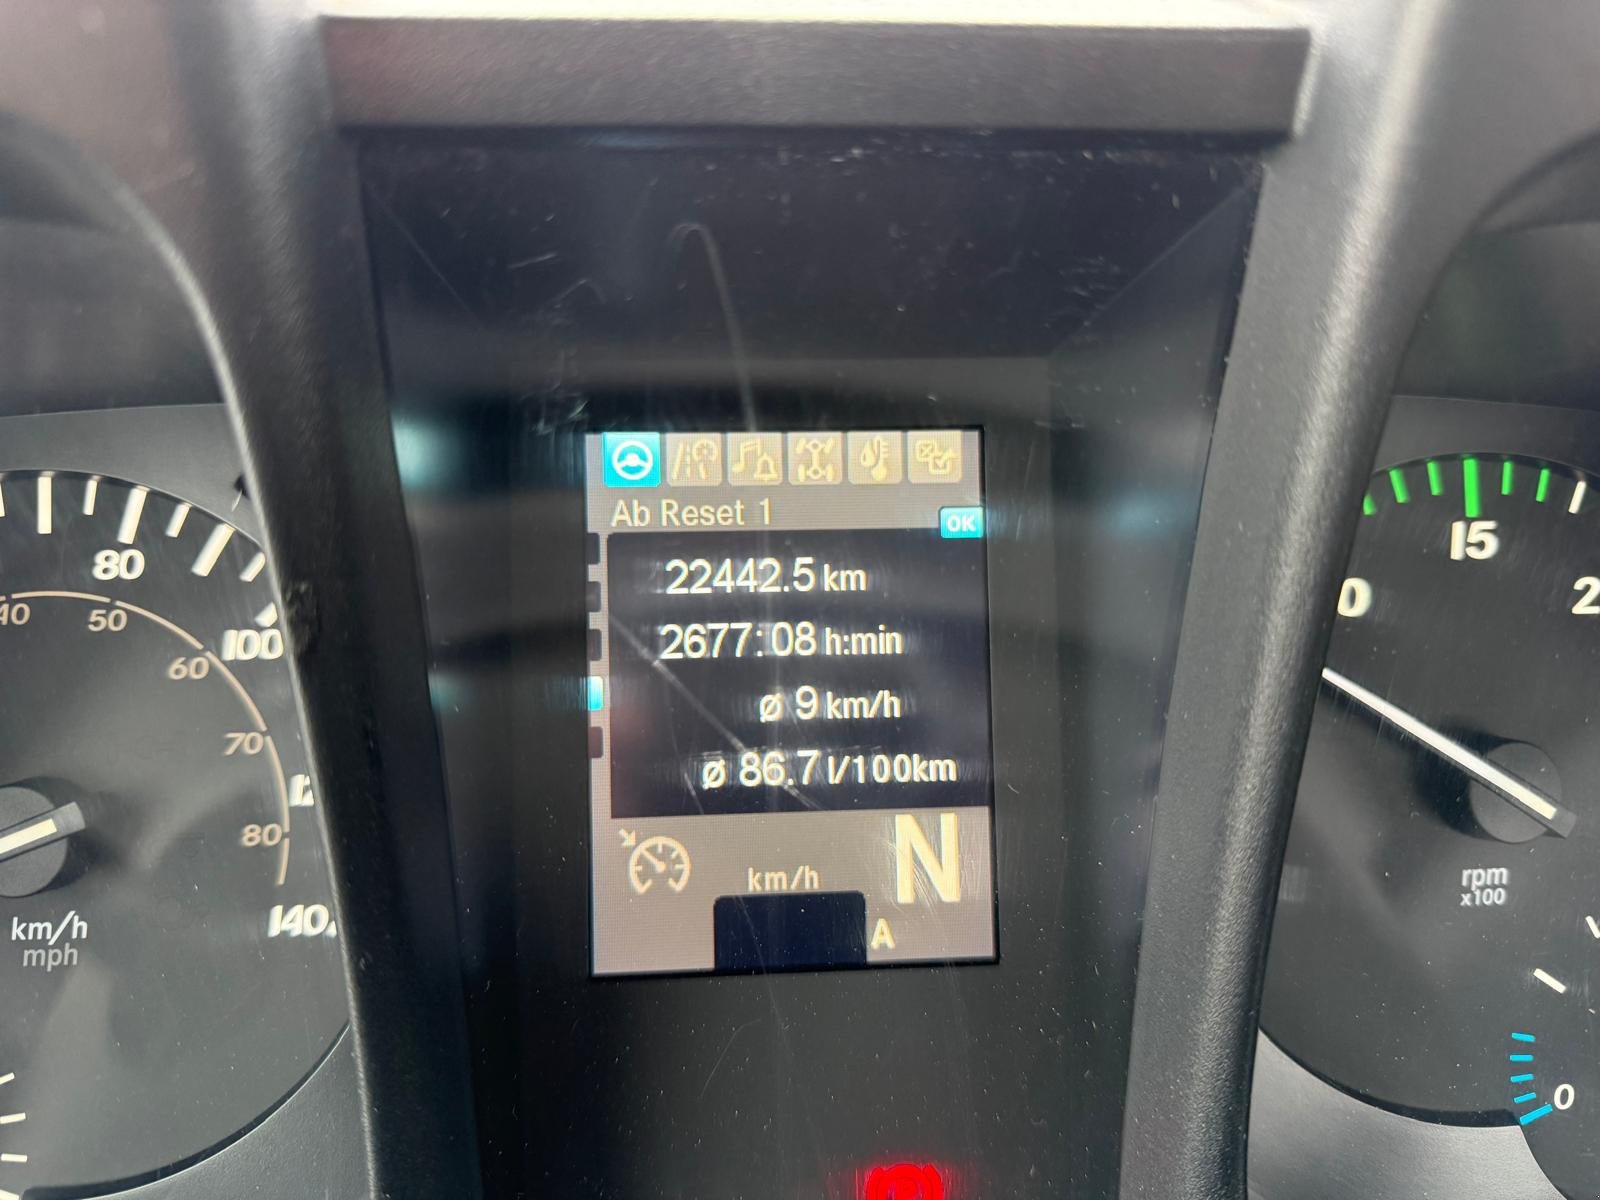 Ab Reset 1
OK
22442.5 km
2677:08 h:min
ø 9 km/h
ø 86.7 l/100km
km/h
N
A
80
100
140
40
50
60
70
80
km/h
mph
15
rpm
x100
0